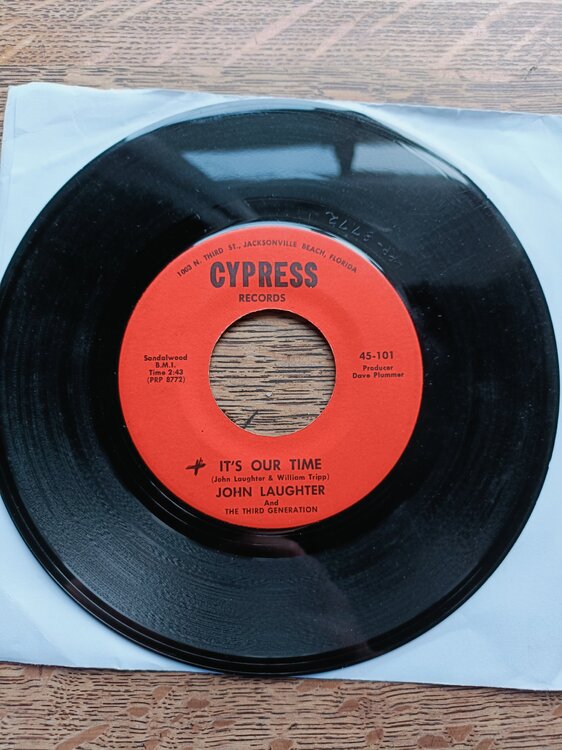 1003 N. THIRD ST., JACKSONVILLE BEACH, FLORIDA
CYPRESS
RECORDS
Sandalwood
B.M.I.
Time 2:43
(PRP 8772)
45-101
Producer
Dave Plummer
+ IT'S OUR TIME
(John Laughter & William Tripp)
JOHN LAUGHTER
And
THE THIRD GENERATION